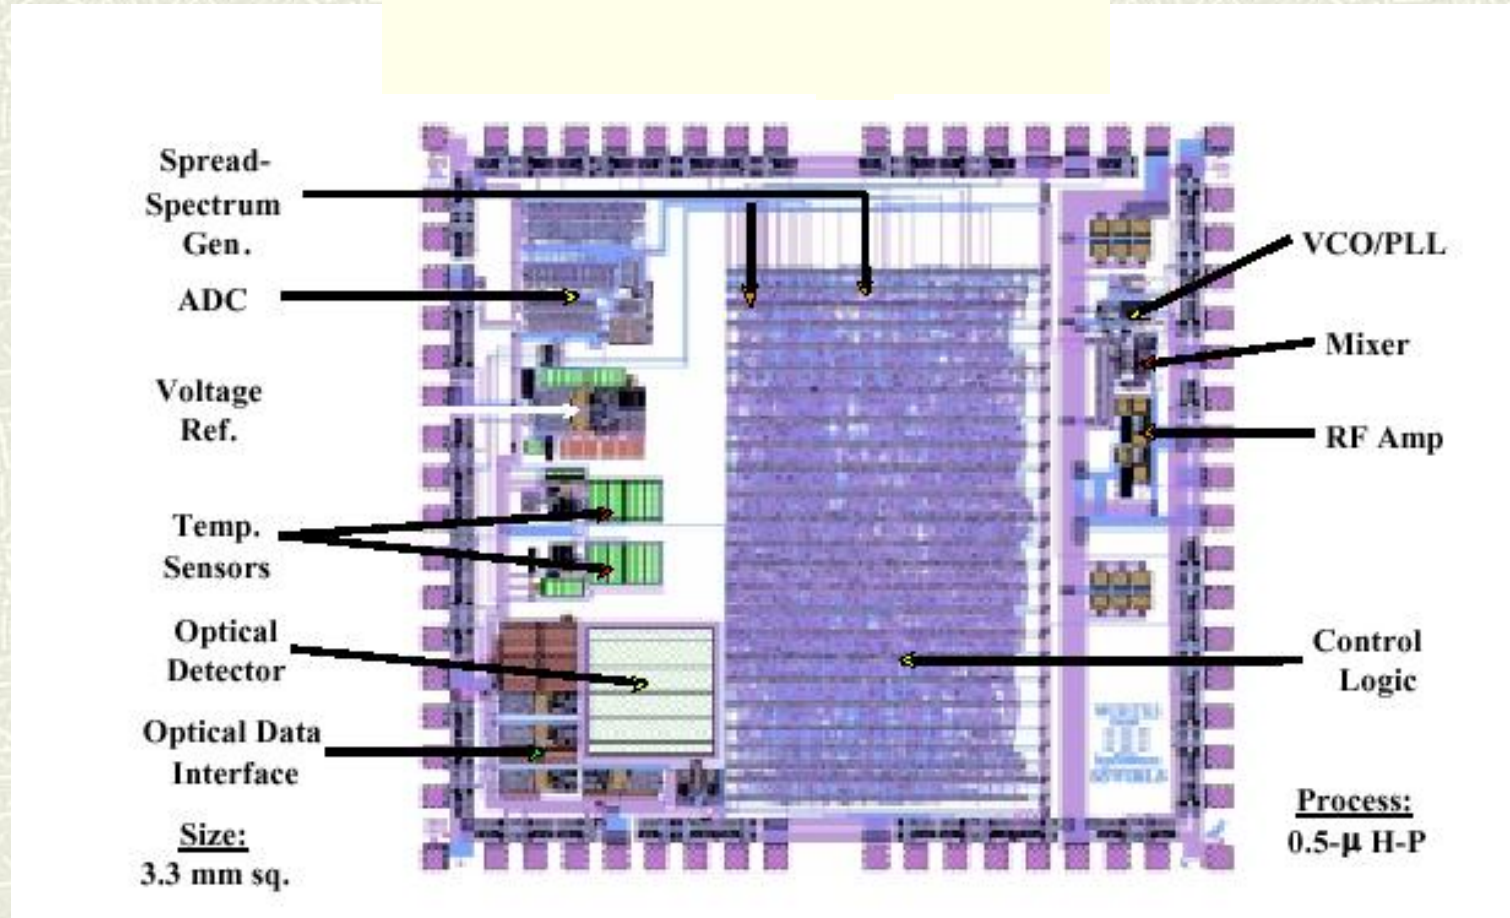 Spread-
Spectrum
Gen.
ADC
Voltage
Ref.
Temp.
Sensors
Optical
Detector
Optical Data
Interface
Size:
3.3 mm sq.
VCO/PLL
Mixer
RF Amp
Control
Logic
Process:
0.5-μ H-P